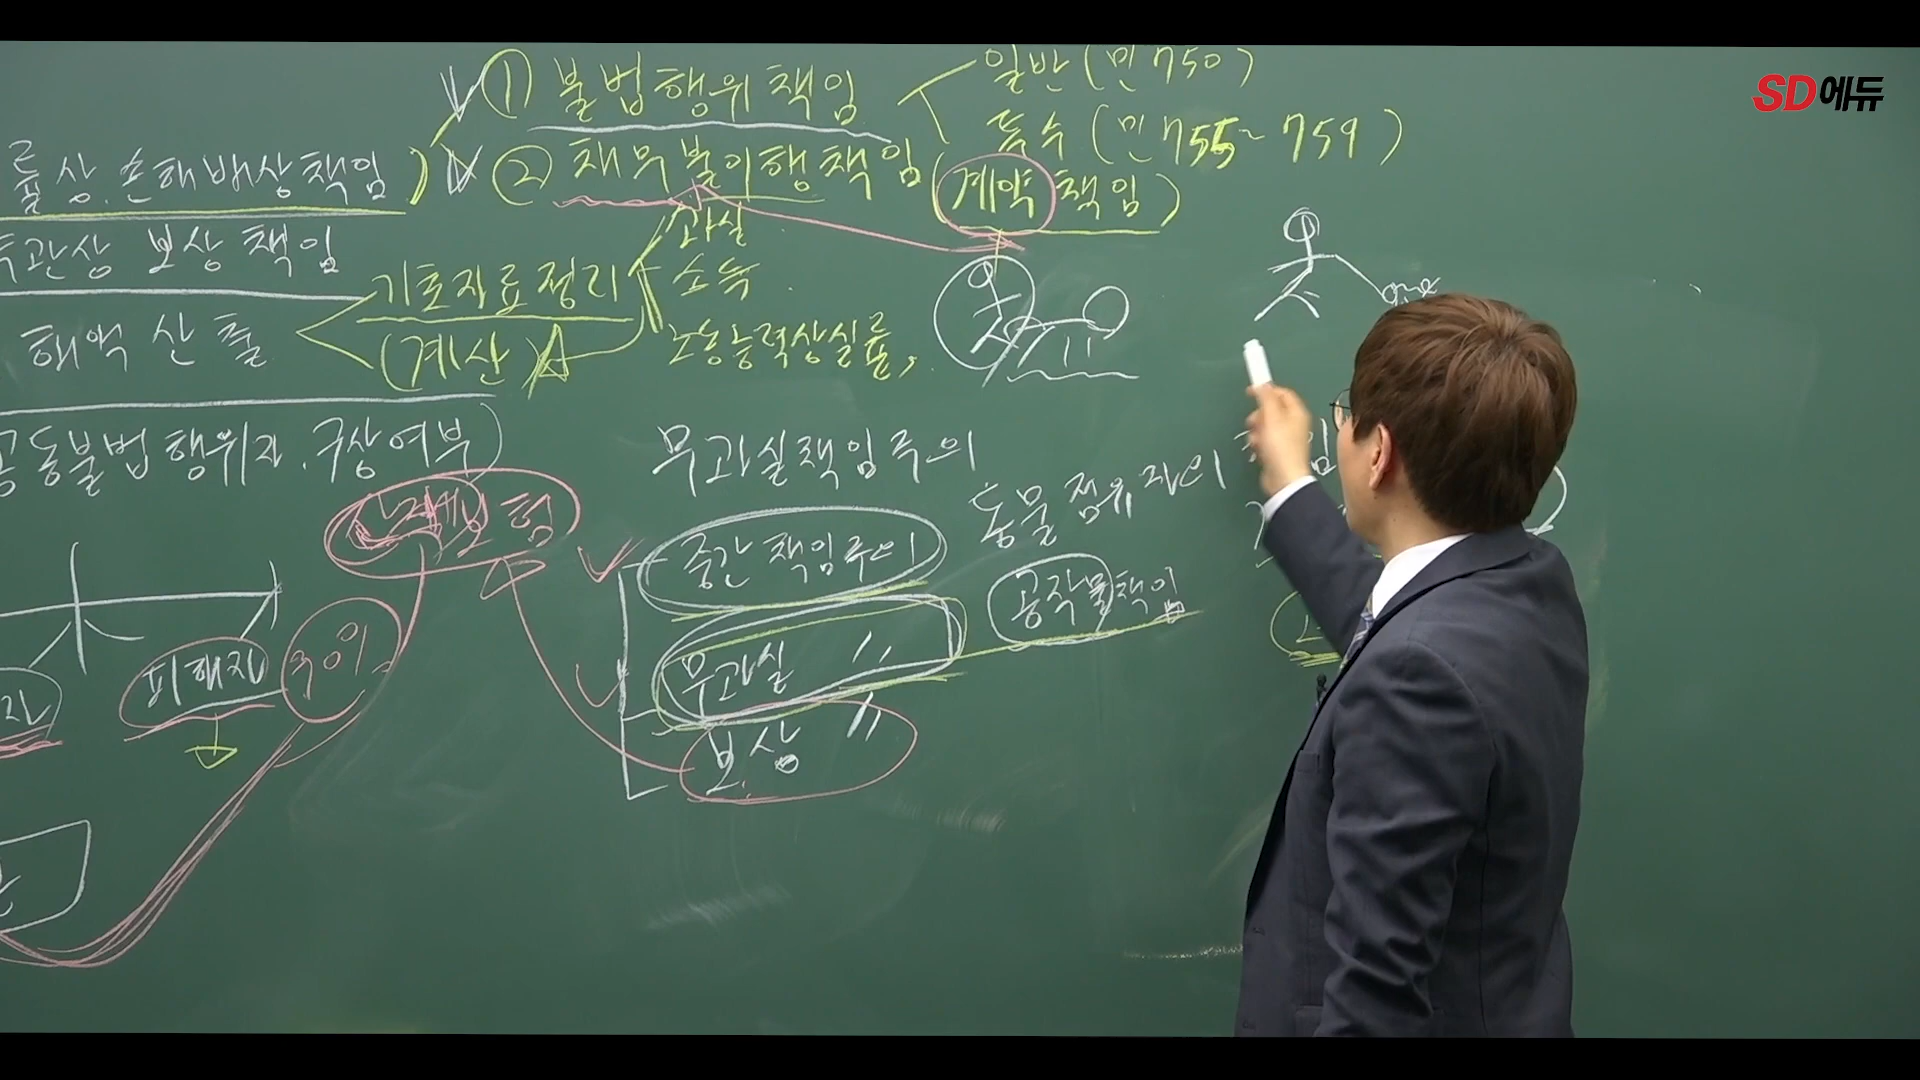 ① 불법행위책임
일반 (민 750)
특수 (민 755~759)
률상 손해배상책임
② 채무불이행책임 (계약책임)
관상 보상책임
과실
소득
노동능력상실률,
기초자료정리
(계산)
해액 산출
공동불법행위자. 구상여부)
무과실책임주의
동물점유자의
보험
중간책임주의
공작물책임
무과실 〃
보상 〃
피해자
SD에듀